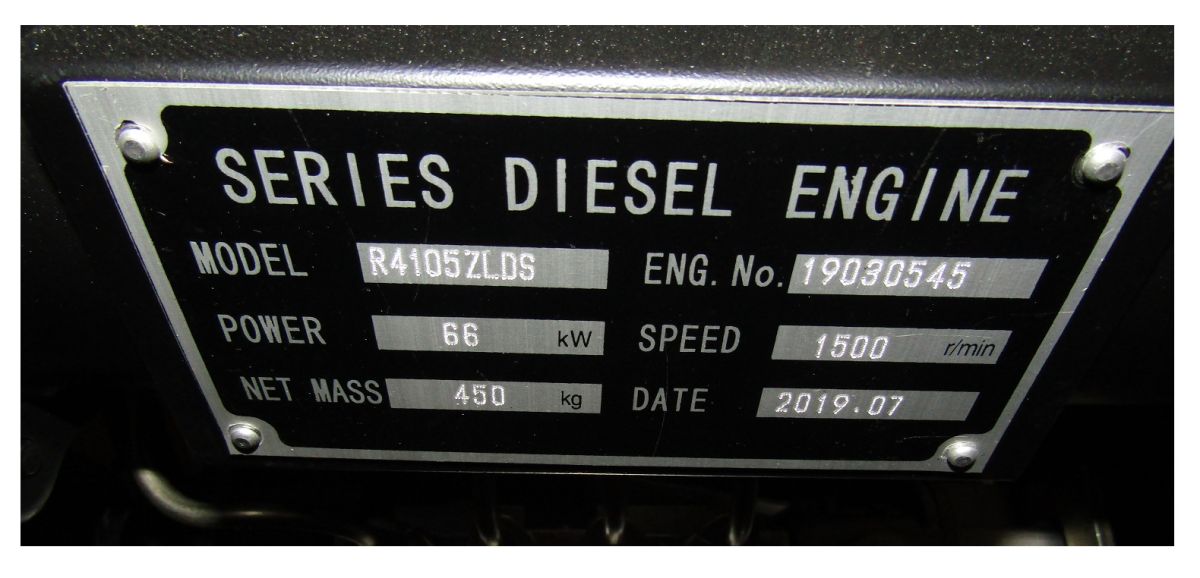 SERIES DIESEL ENGINE
MODEL R4105ZLDS ENG. No. 19030545
POWER 66 kW SPEED 1500 r/min
NET MASS 450 kg DATE 2019.07